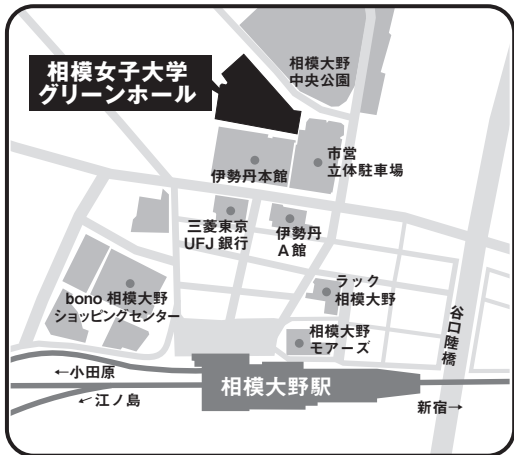 相模女子大学
グリーンホール
相模大野
中央公園
市営
立体駐車場
伊勢丹本館
三菱東京
UFJ 銀行
伊勢丹
A 館
ラック
相模大野
bono 相模大野
ショッピングセンター
相模大野
モアーズ
谷口陸橋
←小田原
相模大野駅
←江ノ島
新宿→